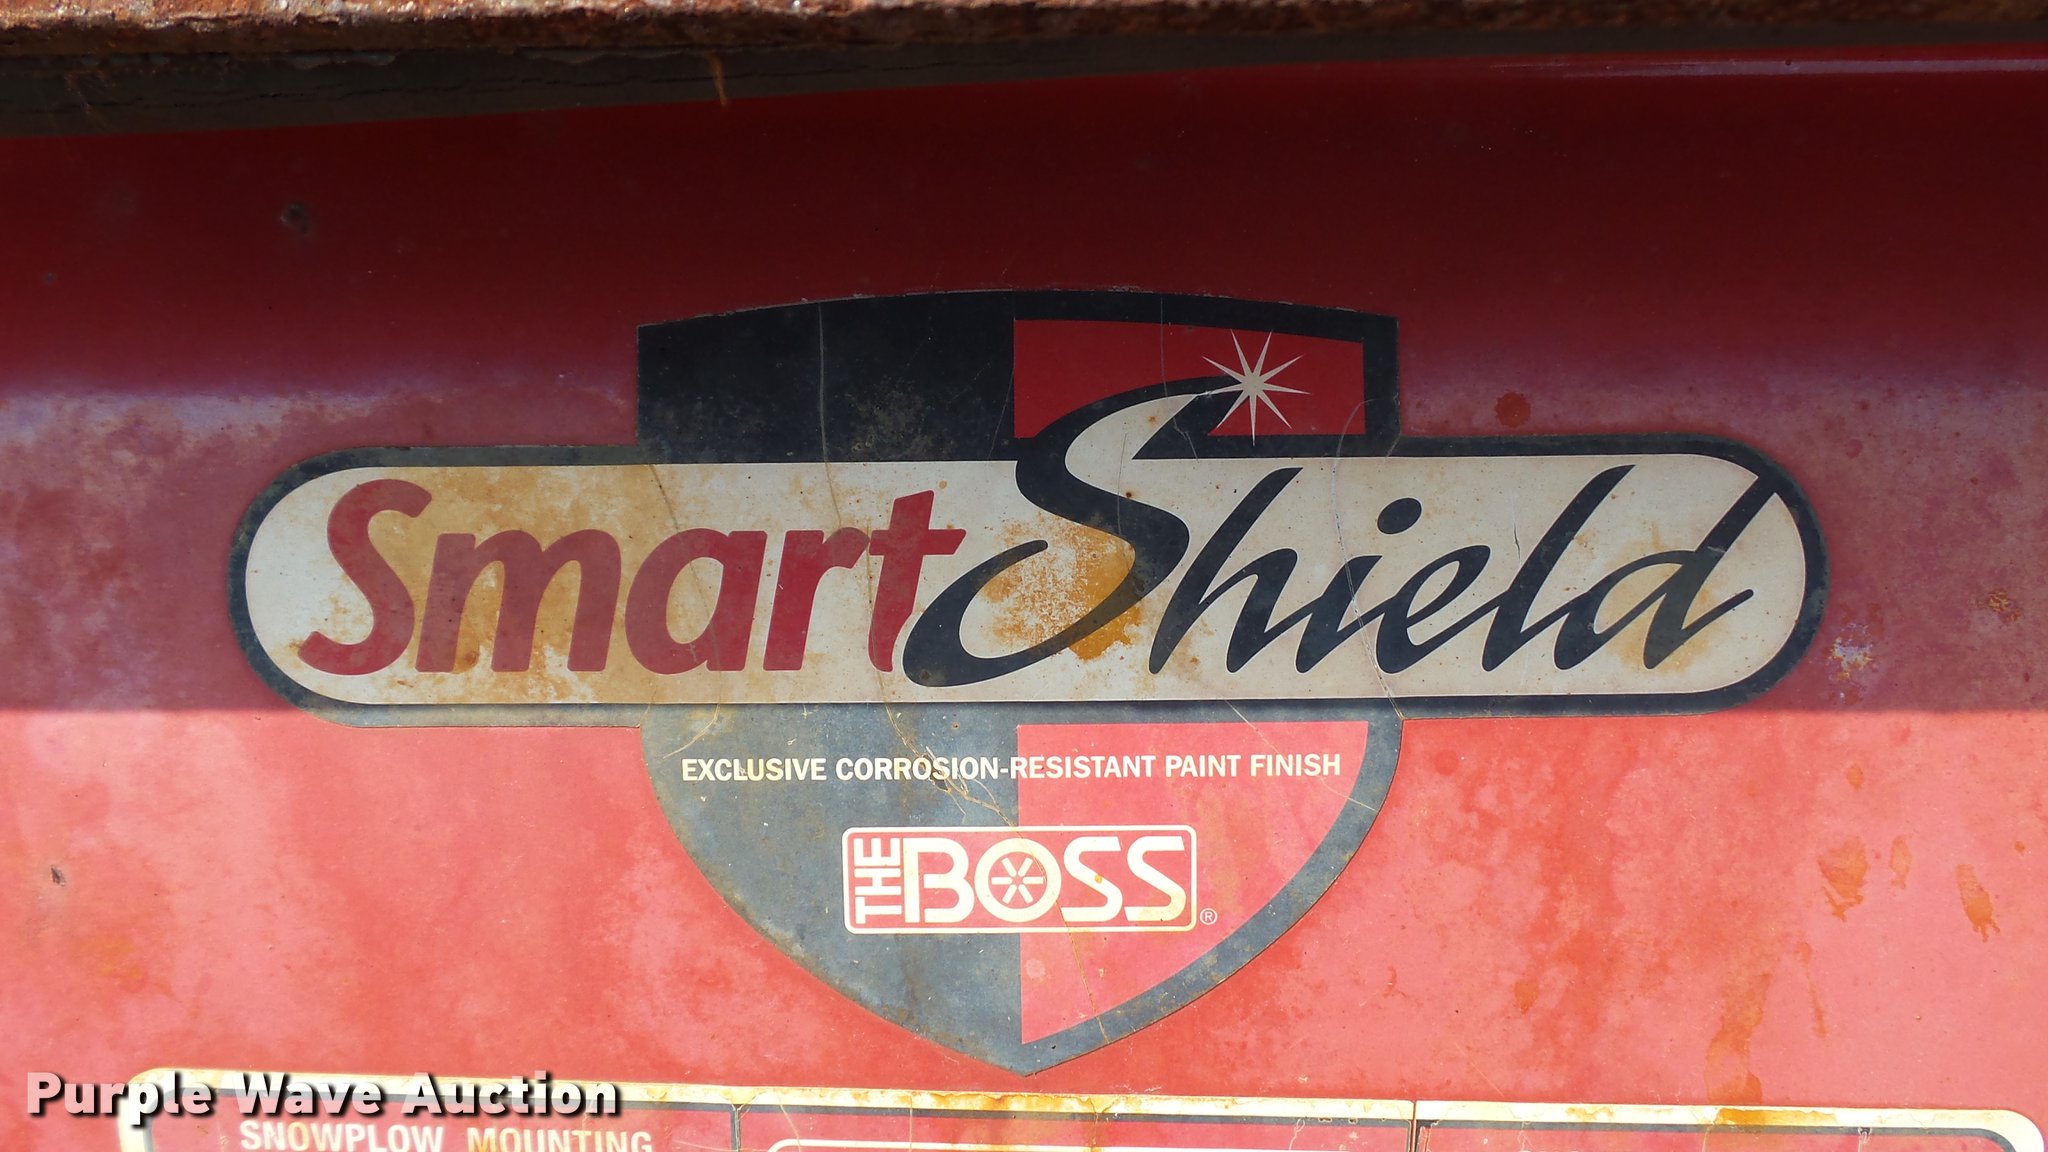 SmartShield
EXCLUSIVE CORROSION-RESISTANT PAINT FINISH
THE BOSS®
Purple Wave Auction
SNOWPLOW MOUNTING